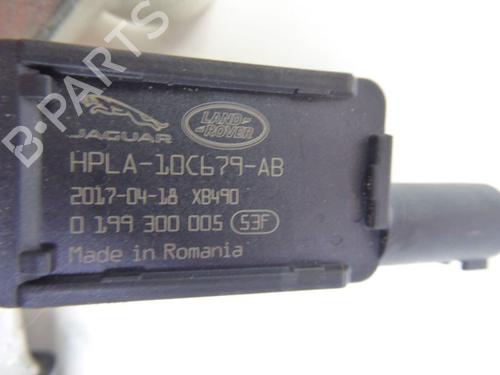 JAGUAR
LAND ROVER
HPLA-10C679-AB
2017-04-18 XB490
0 199 300 005 53F
Made in Romania
B-PARTS